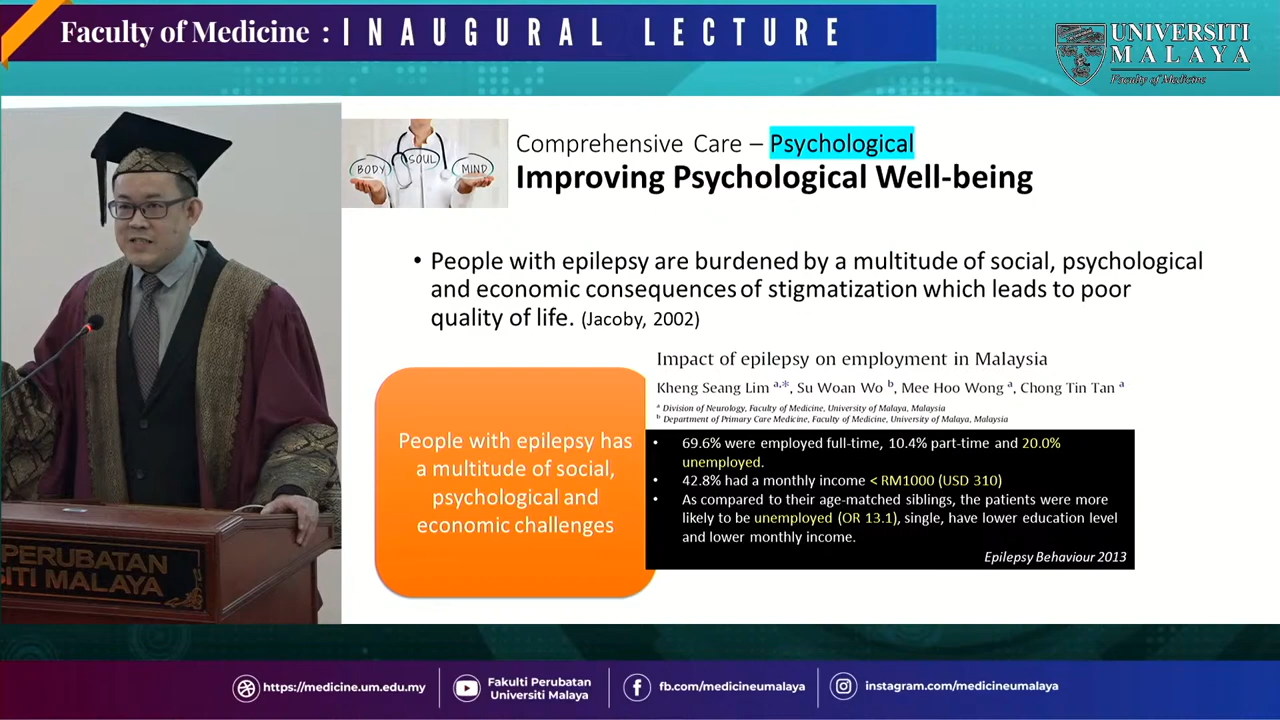 Faculty of Medicine : INAUGURAL LECTURE
UNIVERSITI
MALAYA
Faculty of Medicine
BODY
SOUL
MIND
Comprehensive Care – Psychological
Improving Psychological Well-being
• People with epilepsy are burdened by a multitude of social, psychological
and economic consequences of stigmatization which leads to poor
quality of life. (Jacoby, 2002)
People with epilepsy has
a multitude of social,
psychological and
economic challenges
Impact of epilepsy on employment in Malaysia
Kheng Seang Lim a,*, Su Woan Wo b, Mee Hoo Wong a, Chong Tin Tan a
a Division of Neurology, Faculty of Medicine, University of Malaya, Malaysia
b Department of Primary Care Medicine, Faculty of Medicine, University of Malaya, Malaysia
• 69.6% were employed full-time, 10.4% part-time and 20.0%
unemployed.
• 42.8% had a monthly income < RM1000 (USD 310)
• As compared to their age-matched siblings, the patients were more
likely to be unemployed (OR 13.1), single, have lower education level
and lower monthly income.
Epilepsy Behaviour 2013
PERUBATAN
SITI MALAYA
https://medicine.um.edu.my
Fakulti Perubatan
Universiti Malaya
fb.com/medicineumalaya
instagram.com/medicineumalaya